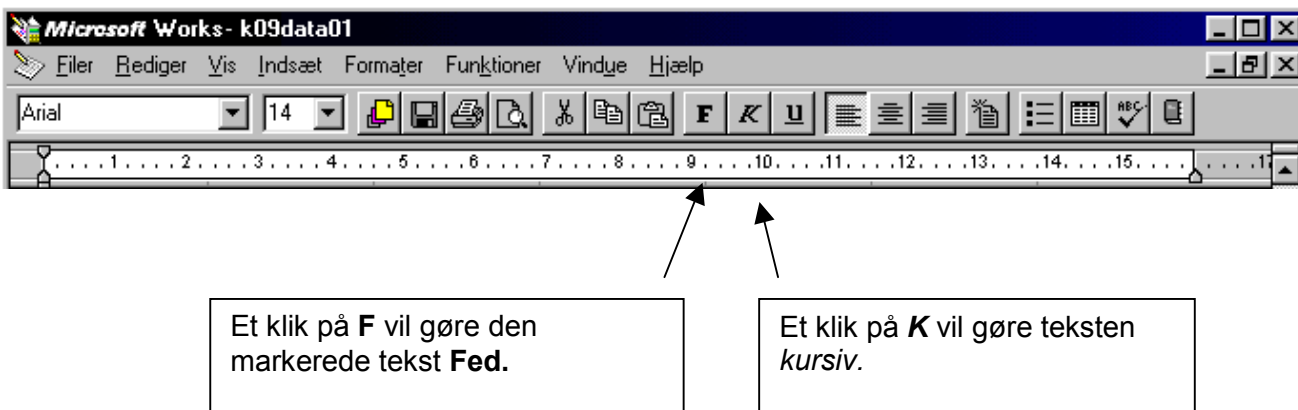 Microsoft Works- k09data01
Filer Rediger Vis Indsæt Formater Funktioner Vindue Hjælp
Arial 14 F K u ABC
1 2 3 4 5 6 7 8 9 10 11 12 13 14 15 17
Et klik på F vil gøre den
markerede tekst Fed.
Et klik på K vil gøre teksten
kursiv.